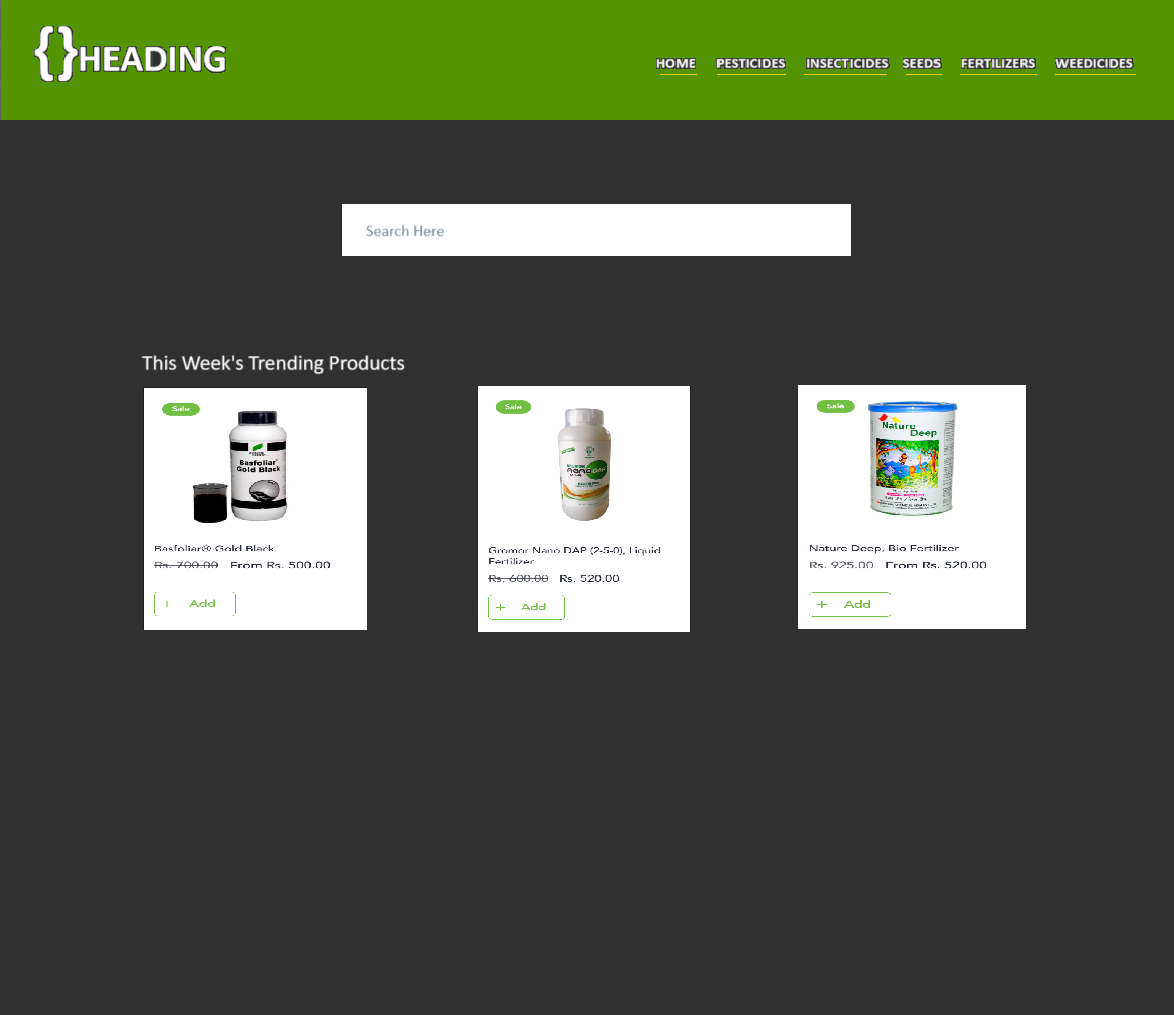 {}HEADING
HOME PESTICIDES INSECTICIDES SEEDS FERTILIZERS WEEDICIDES
Search Here
This Week's Trending Products
Sale
Basfoliar®
Gold Black
Basfoliar® Gold Black
Rs. 700.00 From Rs. 500.00
+ Add
Sale
Gromor Nano DAP (2-5-0), Liquid
Fertilizer
Rs. 600.00 Rs. 520.00
+ Add
Sale
Nature
Deep
Nature Deep, Bio Fertilizer
Rs. 925.00 From Rs. 520.00
+ Add